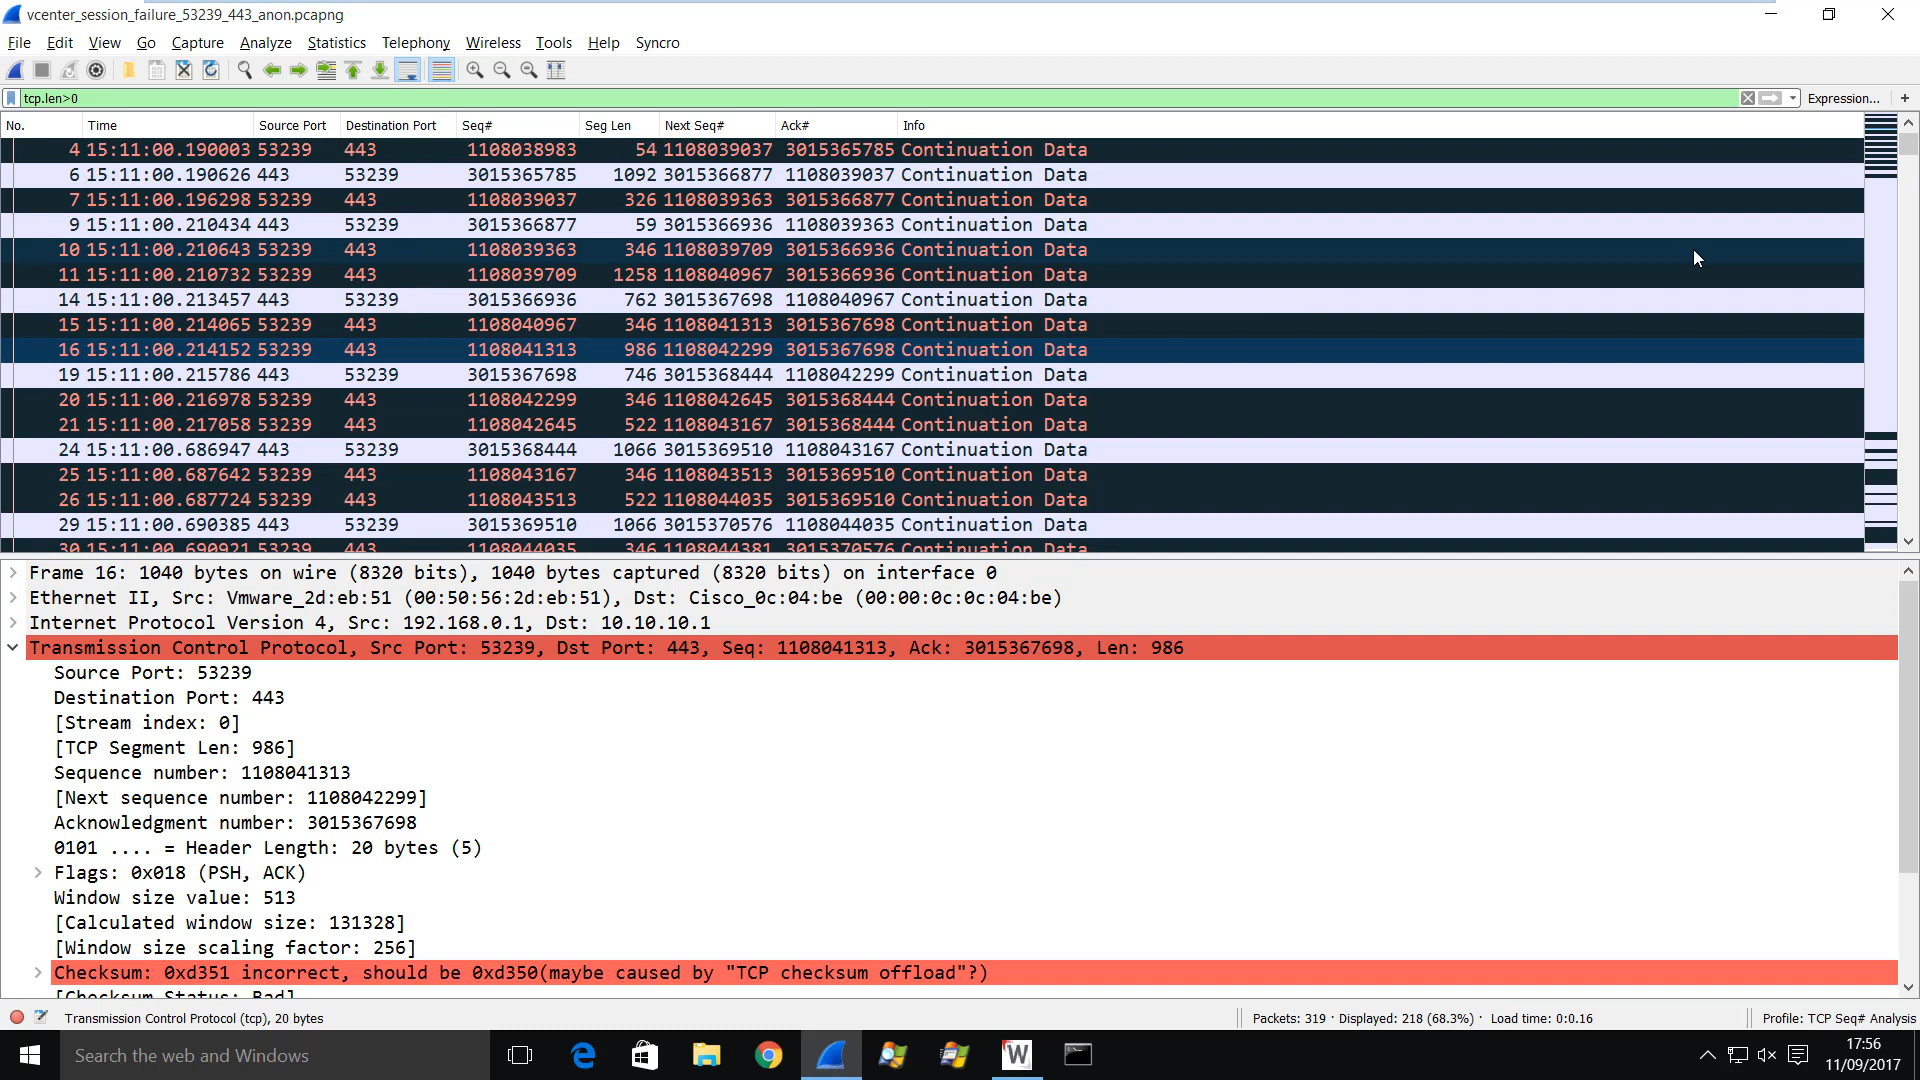 vcenter_session_failure_53239_443_anon.pcapng
File Edit View Go Capture Analyze Statistics Telephony Wireless Tools Help Syncro
tcp.len>0 Expression... +
No. Time Source Port Destination Port Seq# Seg Len Next Seq# Ack# Info
4 15:11:00.190003 53239 443 1108038983 54 1108039037 3015365785 Continuation Data
6 15:11:00.190626 443 53239 3015365785 1092 3015366877 1108039037 Continuation Data
7 15:11:00.196298 53239 443 1108039037 326 1108039363 3015366877 Continuation Data
9 15:11:00.210434 443 53239 3015366877 59 3015366936 1108039363 Continuation Data
10 15:11:00.210643 53239 443 1108039363 346 1108039709 3015366936 Continuation Data
11 15:11:00.210732 53239 443 1108039709 1258 1108040967 3015366936 Continuation Data
14 15:11:00.213457 443 53239 3015366936 762 3015367698 1108040967 Continuation Data
15 15:11:00.214065 53239 443 1108040967 346 1108041313 3015367698 Continuation Data
16 15:11:00.214152 53239 443 1108041313 986 1108042299 3015367698 Continuation Data
19 15:11:00.215786 443 53239 3015367698 746 3015368444 1108042299 Continuation Data
20 15:11:00.216978 53239 443 1108042299 346 1108042645 3015368444 Continuation Data
21 15:11:00.217058 53239 443 1108042645 522 1108043167 3015368444 Continuation Data
24 15:11:00.686947 443 53239 3015368444 1066 3015369510 1108043167 Continuation Data
25 15:11:00.687642 53239 443 1108043167 346 1108043513 3015369510 Continuation Data
26 15:11:00.687724 53239 443 1108043513 522 1108044035 3015369510 Continuation Data
29 15:11:00.690385 443 53239 3015369510 1066 3015370576 1108044035 Continuation Data
30 15:11:00.690921 53239 443 1108044035 346 1108044381 3015370576 Continuation Data
Frame 16: 1040 bytes on wire (8320 bits), 1040 bytes captured (8320 bits) on interface 0
Ethernet II, Src: Vmware_2d:eb:51 (00:50:56:2d:eb:51), Dst: Cisco_0c:04:be (00:00:0c:0c:04:be)
Internet Protocol Version 4, Src: 192.168.0.1, Dst: 10.10.10.1
Transmission Control Protocol, Src Port: 53239, Dst Port: 443, Seq: 1108041313, Ack: 3015367698, Len: 986
Source Port: 53239
Destination Port: 443
[Stream index: 0]
[TCP Segment Len: 986]
Sequence number: 1108041313
[Next sequence number: 1108042299]
Acknowledgment number: 3015367698
0101 .... = Header Length: 20 bytes (5)
Flags: 0x018 (PSH, ACK)
Window size value: 513
[Calculated window size: 131328]
[Window size scaling factor: 256]
Checksum: 0xd351 incorrect, should be 0xd350(maybe caused by "TCP checksum offload"?)
[Checksum Status: Bad]
Transmission Control Protocol (tcp), 20 bytes Packets: 319 · Displayed: 218 (68.3%) · Load time: 0:0.16 Profile: TCP Seq# Analysis
Search the web and Windows
W
17:56
11/09/2017